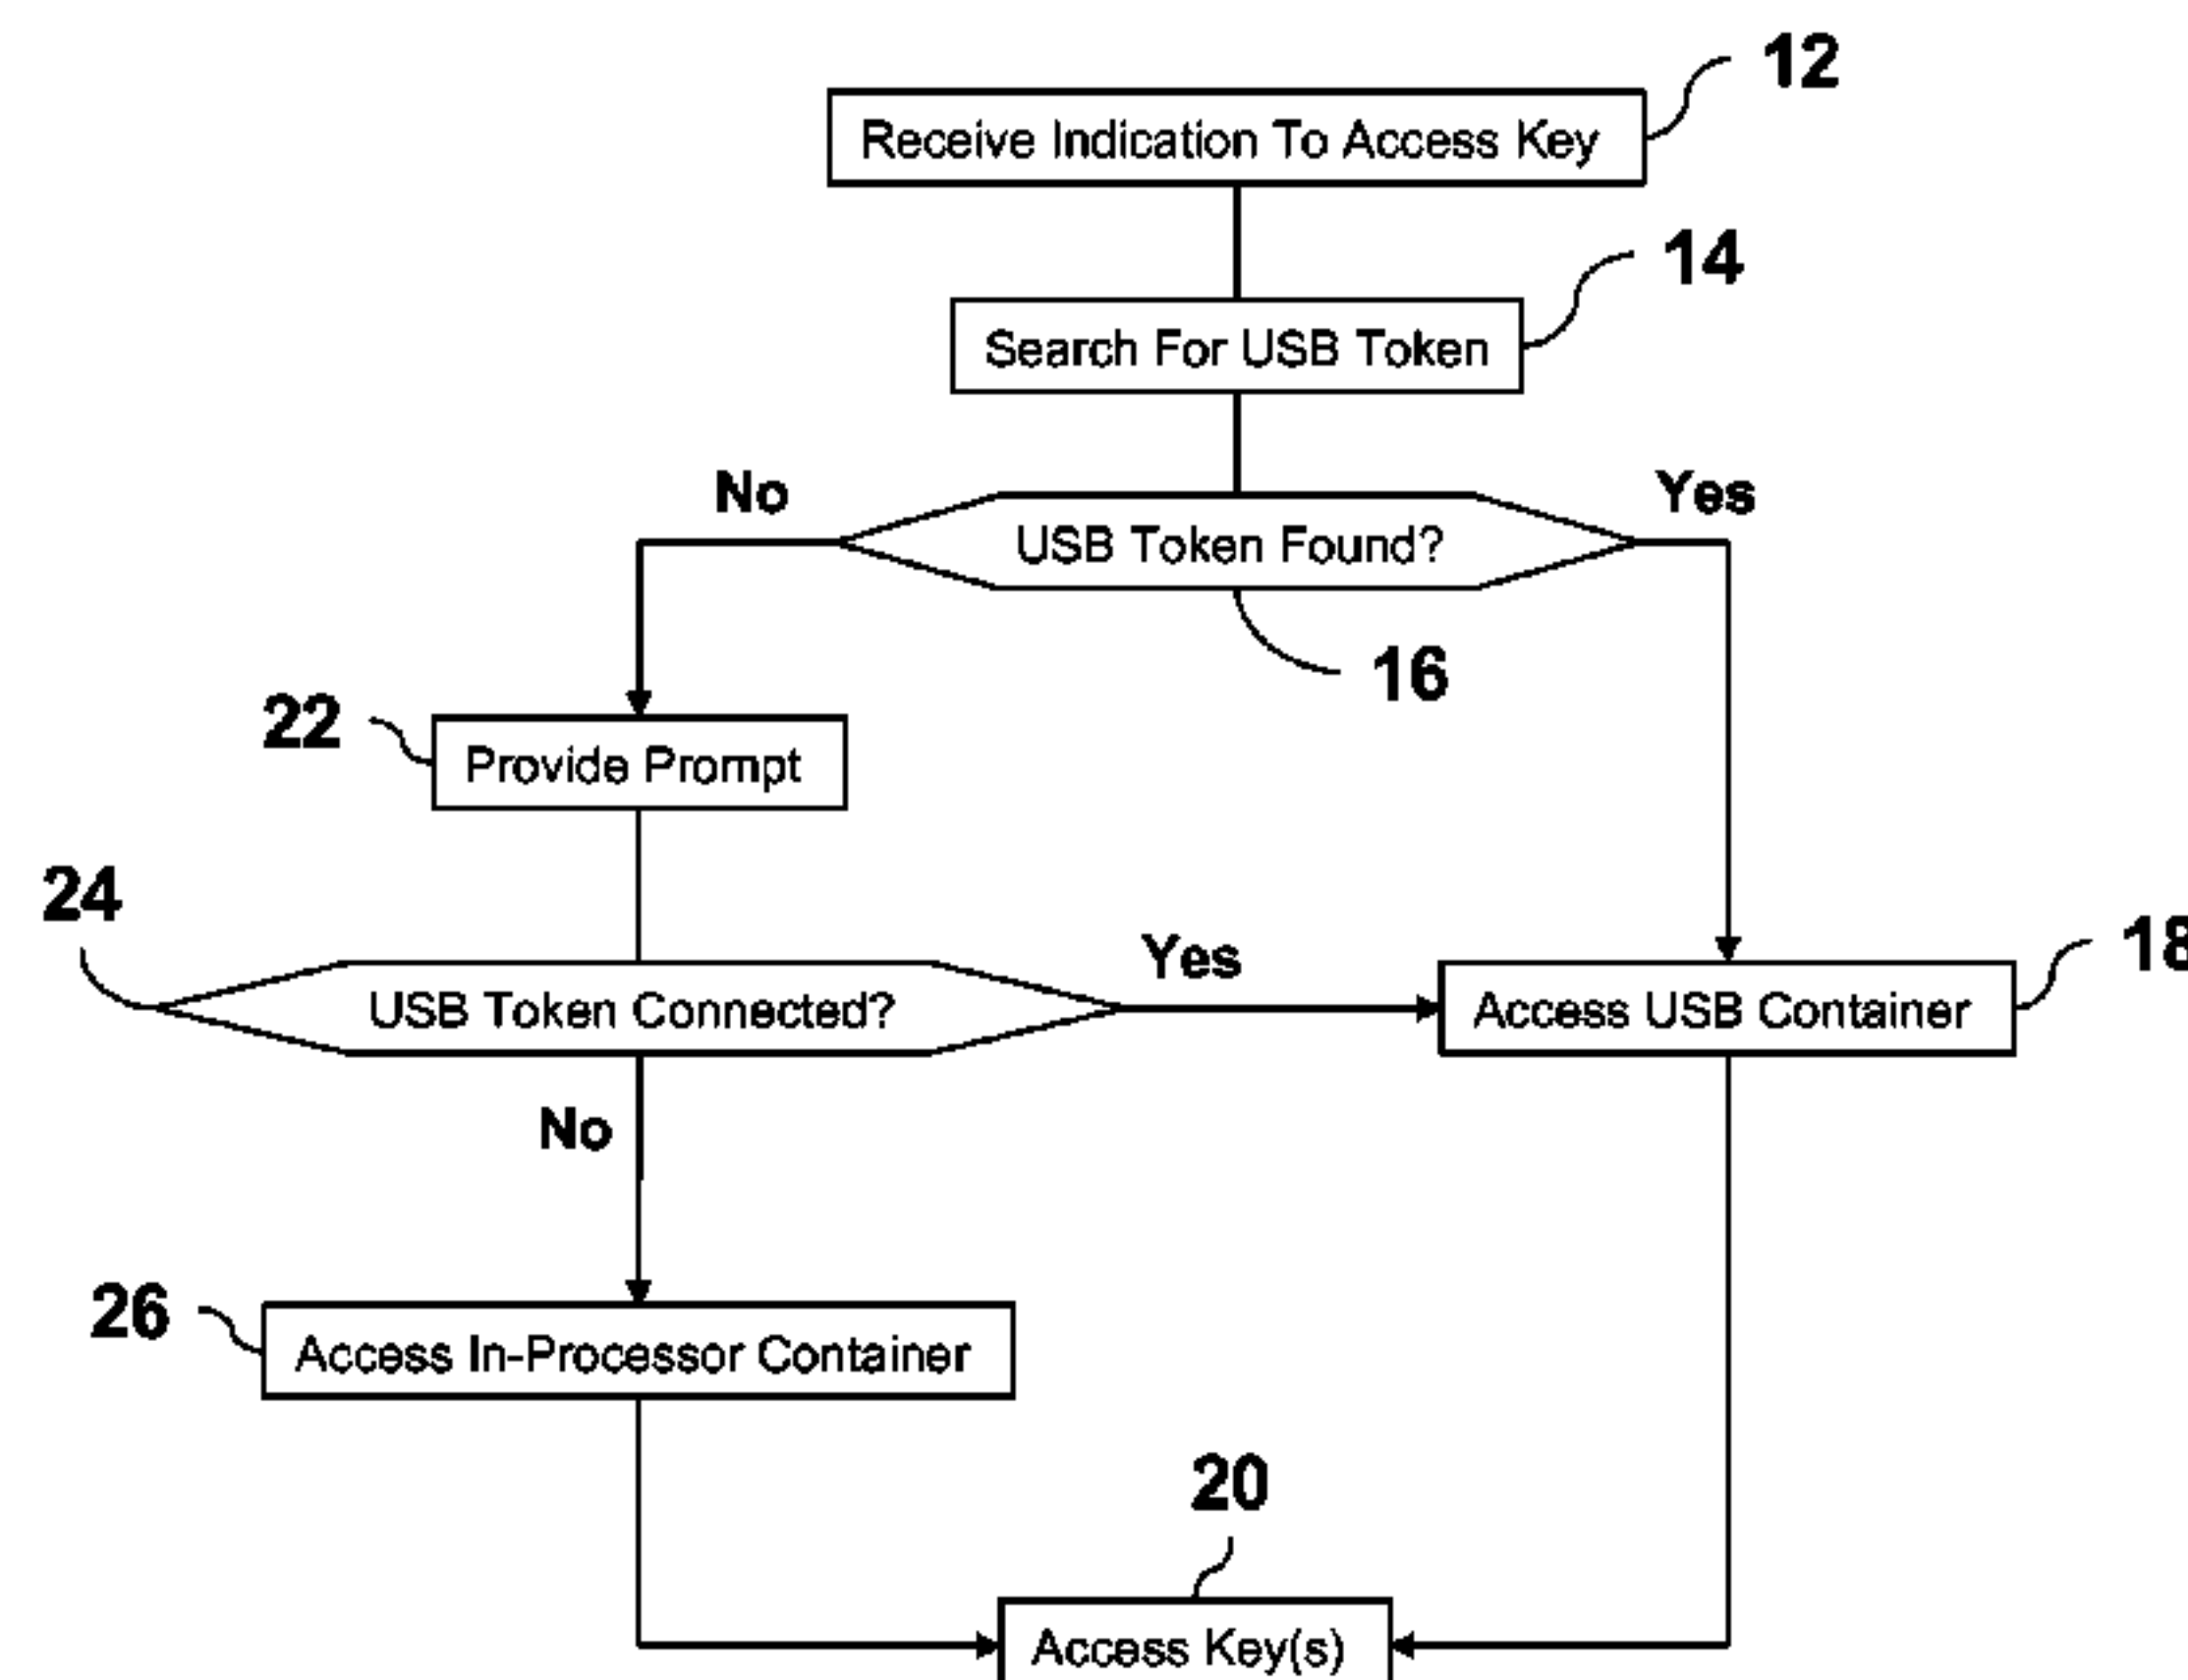 12
Receive Indication To Access Key
14
Search For USB Token
No
Yes
USB Token Found?
16
22
Provide Prompt
24
Yes
18
USB Token Connected?
Access USB Container
No
26
Access In-Processor Container
20
Access Key(s)